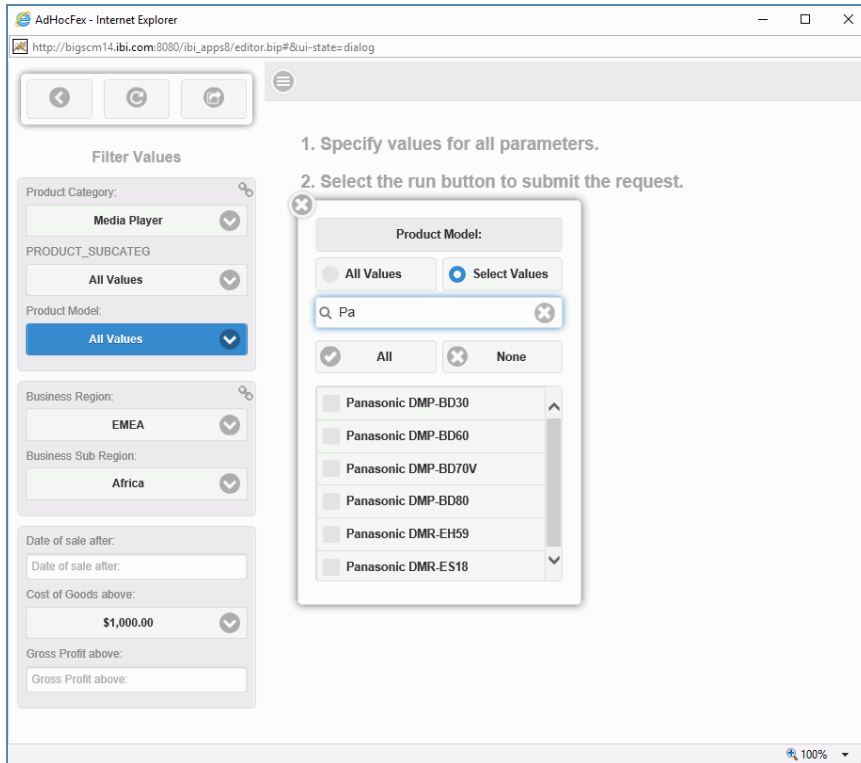 AdHocFex - Internet Explorer
http://bigscm14.ibi.com:8080/ibi_apps8/editor.bip#&ui-state=dialog
Filter Values
Product Category:
Media Player
PRODUCT_SUBCATEG
All Values
Product Model:
All Values
Business Region:
EMEA
Business Sub Region:
Africa
Date of sale after:
Date of sale after:
Cost of Goods above:
$1,000.00
Gross Profit above:
Gross Profit above:
1. Specify values for all parameters.
2. Select the run button to submit the request.
Product Model:
All Values
Select Values
Pa
All
None
Panasonic DMP-BD30
Panasonic DMP-BD60
Panasonic DMP-BD70V
Panasonic DMP-BD80
Panasonic DMR-EH59
Panasonic DMR-ES18
100%